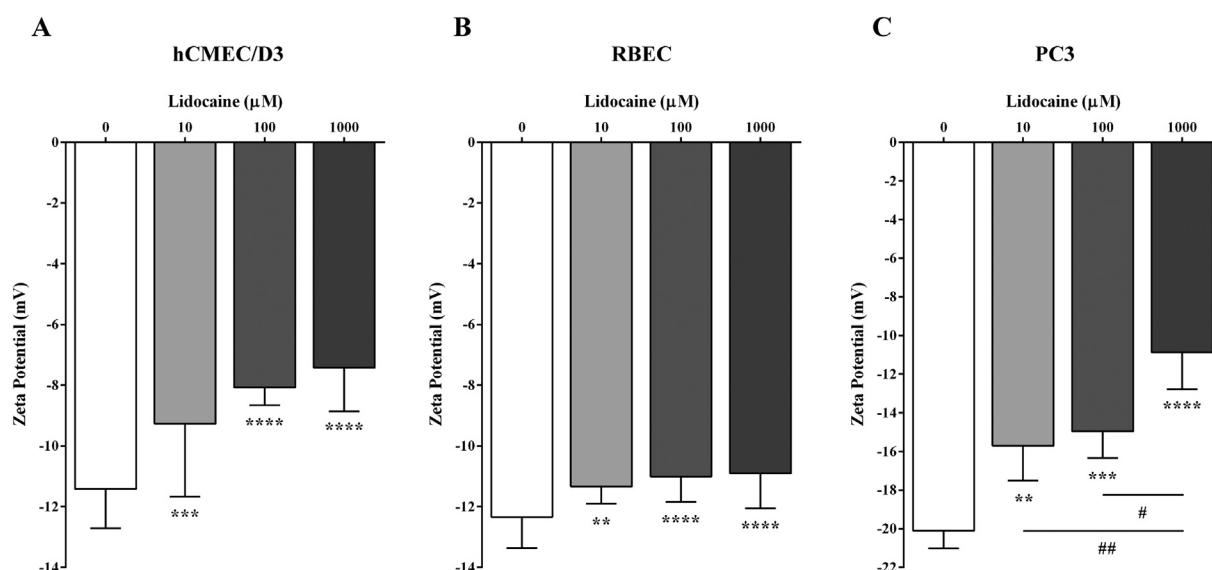 A
hCMEC/D3
Lidocaine (µM)
0 10 100 1000
0
-2
-4
-6
-8
-10
-12
-14
Zeta Potential (mV)
***
****
****
B
RBEC
Lidocaine (µM)
0 10 100 1000
0
-2
-4
-6
-8
-10
-12
-14
Zeta Potential (mV)
**
****
****
C
PC3
Lidocaine (µM)
0 10 100 1000
0
-2
-4
-6
-8
-10
-12
-14
-16
-18
-20
-22
Zeta Potential (mV)
**
***
****
#
##